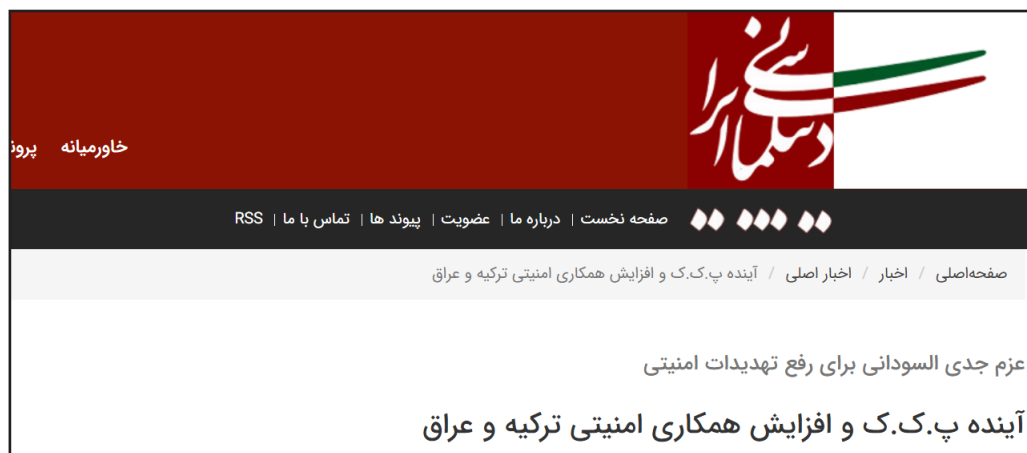 دیپلماسی ایرانی
خاورمیانه پروند
صفحه نخست | درباره ما | عضویت | پیوند ها | تماس با ما | RSS
صفحه‌اصلی / اخبار / اخبار اصلی / آینده پ.ک.ک و افزایش همکاری امنیتی ترکیه و عراق
عزم جدی السودانی برای رفع تهدیدات امنیتی
آینده پ.ک.ک و افزایش همکاری امنیتی ترکیه و عراق